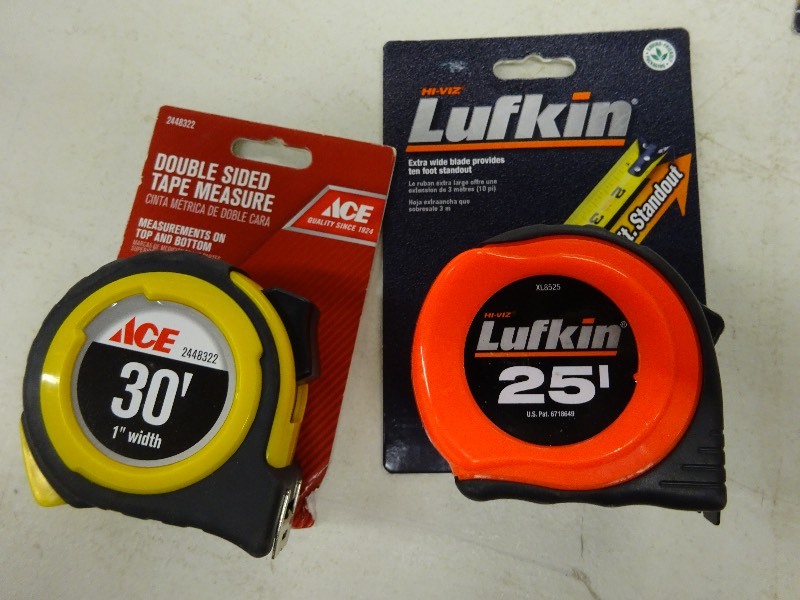 2448322
DOUBLE SIDED
TAPE MEASURE
CINTA MÉTRICA DE DOBLE CARA
MEASUREMENTS ON
TOP AND BOTTOM
ACE
QUALITY SINCE 1924
ACE
2448322
30'
1" width
HI-VIZ
Lufkin
Extra wide blade provides
ten foot standout
Le ruban extra large offre une
extension de 3 mètres (10 pi)
Hoja extraancha que
sobresale 3 m
t. Standout
XL8525
HI-VIZ
Lufkin®
25'
U.S. Pat. 6718649